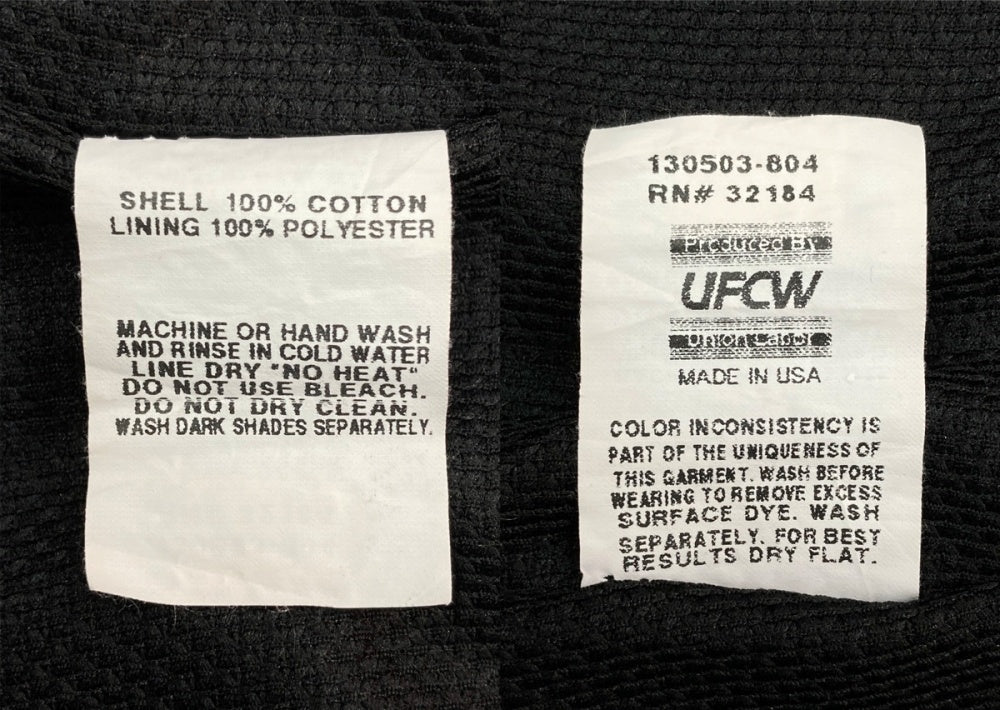 SHELL 100% COTTON
LINING 100% POLYESTER
MACHINE OR HAND WASH
AND RINSE IN COLD WATER
LINE DRY "NO HEAT"
DO NOT USE BLEACH.
DO NOT DRY CLEAN.
WASH DARK SHADES SEPARATELY.
130503-804
RN# 32184
Produced By
UFCW
Union Labor
MADE IN USA
COLOR INCONSISTENCY IS
PART OF THE UNIQUENESS OF
THIS GARMENT. WASH BEFORE
WEARING TO REMOVE EXCESS
SURFACE DYE. WASH
SEPARATELY. FOR BEST
RESULTS DRY FLAT.